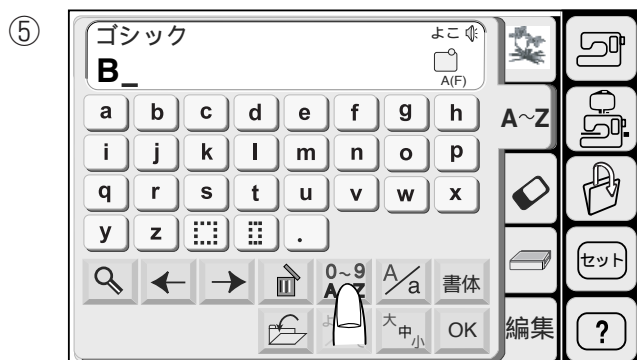 ⑤
ゴシック よこ
B_
A(F)
a b c d e f g h
i j k l m n o p
q r s t u v w x
y z .
A~Z
0~9
A/a 書体
大中小 OK
編集
セット
?